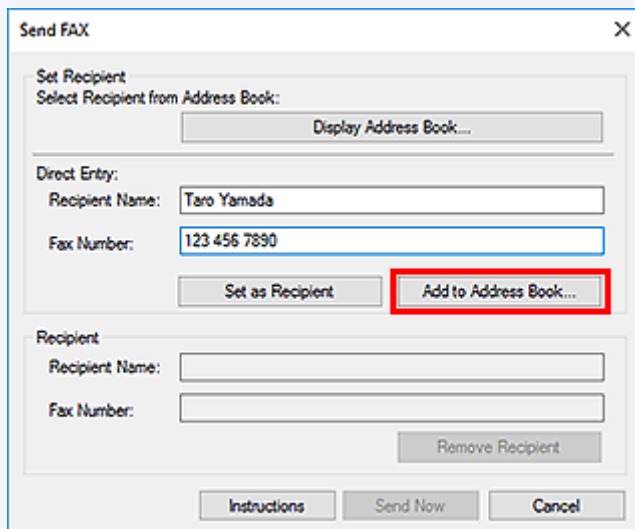 Send FAX
Set Recipient
Select Recipient from Address Book:
Display Address Book...
Direct Entry:
Recipient Name: Taro Yamada
Fax Number: 123 456 7890
Set as Recipient Add to Address Book...
Recipient
Recipient Name:
Fax Number:
Remove Recipient
Instructions Send Now Cancel